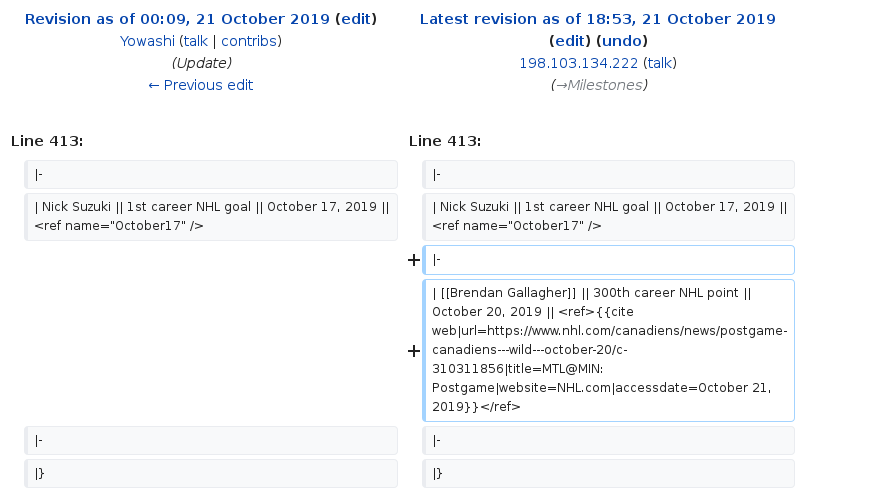 Revision as of 00:09, 21 October 2019 (edit)
Yowashi (talk | contribs)
(Update)
← Previous edit
Latest revision as of 18:53, 21 October 2019
(edit) (undo)
198.103.134.222 (talk)
(→Milestones)
Line 413:
Line 413:
|-
|-
| Nick Suzuki || 1st career NHL goal || October 17, 2019 ||
<ref name="October17" />
| Nick Suzuki || 1st career NHL goal || October 17, 2019 ||
<ref name="October17" />
+ |-
| [[Brendan Gallagher]] || 300th career NHL point ||
October 20, 2019 || <ref>{{cite
web|url=https://www.nhl.com/canadiens/news/postgame-
+ canadiens---wild---october-20/c-
310311856|title=MTL@MIN:
Postgame|website=NHL.com|accessdate=October 21,
2019}}</ref>
|-
|-
|}
|}